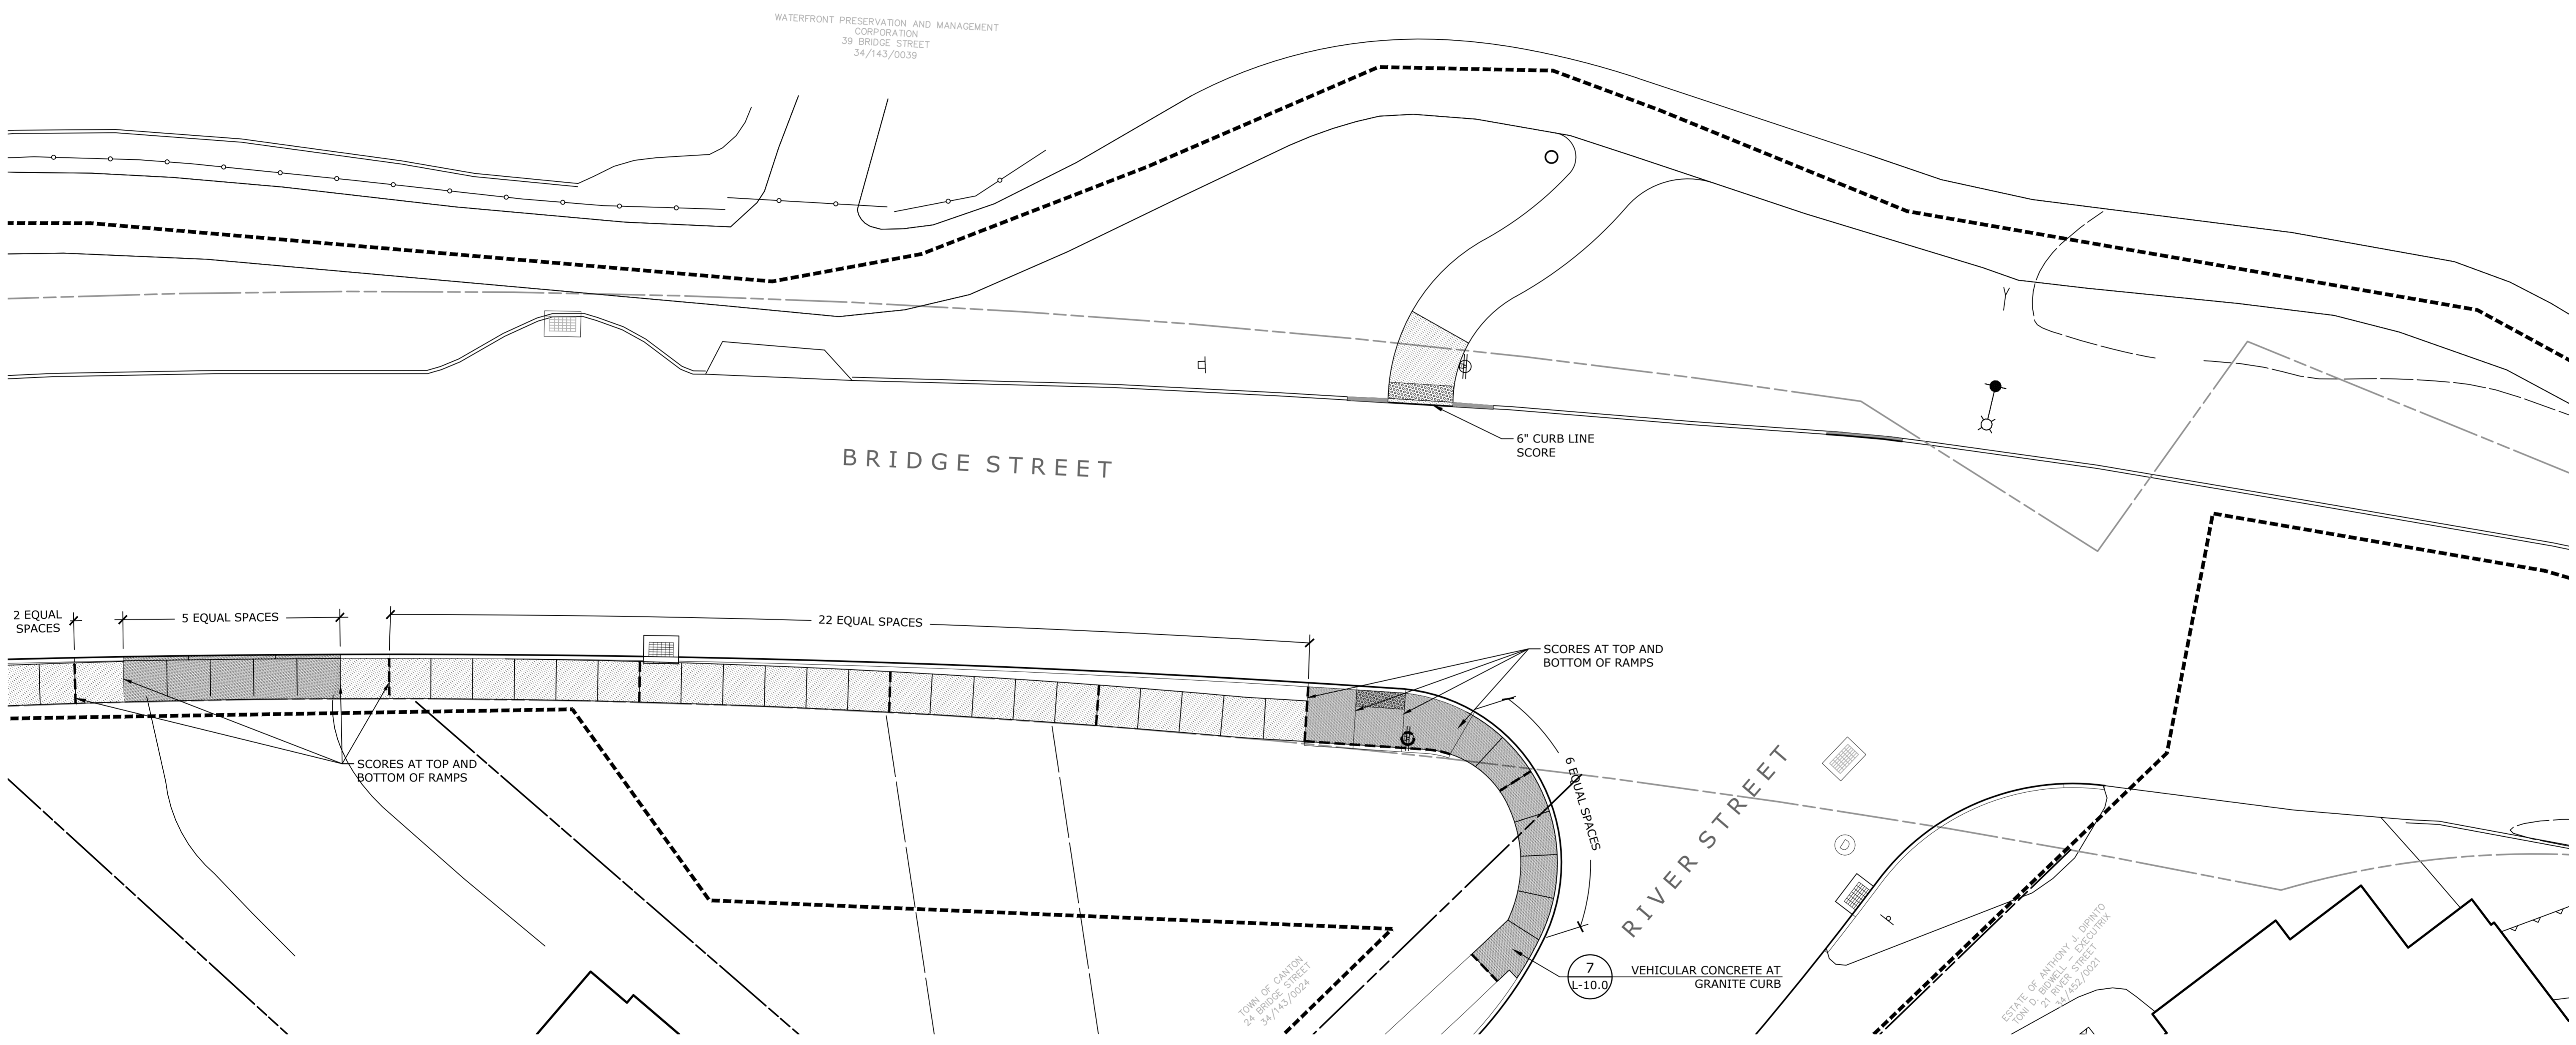 WATERFRONT PRESERVATION AND MANAGEMENT
CORPORATION
39 BRIDGE STREET
34/143/0039
6" CURB LINE
SCORE
BRIDGE STREET
2 EQUAL
SPACES
5 EQUAL SPACES
22 EQUAL SPACES
SCORES AT TOP AND
BOTTOM OF RAMPS
SCORES AT TOP AND
BOTTOM OF RAMPS
6 EQUAL SPACES
RIVER STREET
D
7
L-10.0
VEHICULAR CONCRETE AT
GRANITE CURB
TOWN OF CANTON
24 BRIDGE STREET
34/143/0024
ESTATE OF ANTHONY J. DIPINTO
TONI D. BIDWELL - EXECUTRIX
21 RIVER STREET
34/452/0021